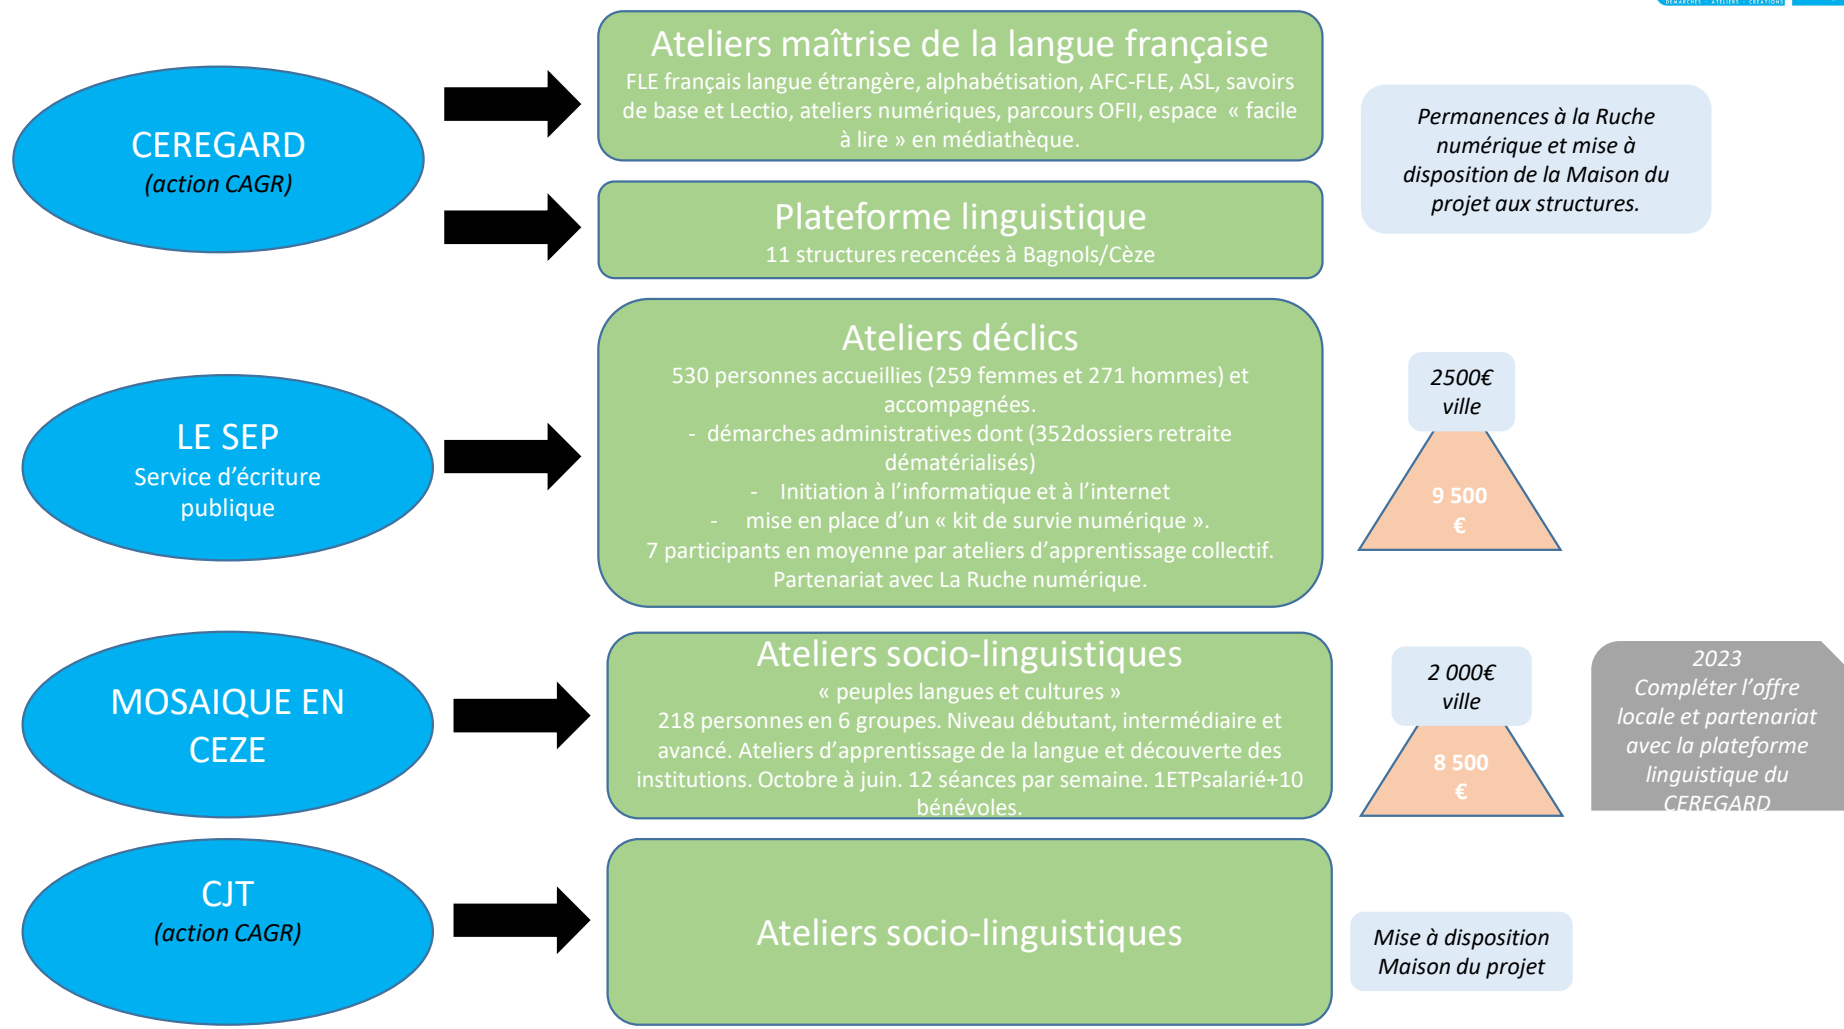 DEMARCHES - ATELIERS - CREATIONS
CEREGARD
(action CAGR)
Ateliers maîtrise de la langue française
FLE français langue étrangère, alphabétisation, AFC-FLE, ASL, savoirs
de base et Lectio, ateliers numériques, parcours OFII, espace « facile
à lire » en médiathèque.
Plateforme linguistique
11 structures recencées à Bagnols/Cèze
Permanences à la Ruche
numérique et mise à
disposition de la Maison du
projet aux structures.
LE SEP
Service d’écriture
publique
Ateliers déclics
530 personnes accueillies (259 femmes et 271 hommes) et
accompagnées.
- démarches administratives dont (352dossiers retraite
dématérialisés)
- Initiation à l’informatique et à l’internet
- mise en place d’un « kit de survie numérique ».
7 participants en moyenne par ateliers d’apprentissage collectif.
Partenariat avec La Ruche numérique.
2500€
ville
9 500
€
MOSAIQUE EN
CEZE
Ateliers socio-linguistiques
« peuples langues et cultures »
218 personnes en 6 groupes. Niveau débutant, intermédiaire et
avancé. Ateliers d’apprentissage de la langue et découverte des
institutions. Octobre à juin. 12 séances par semaine. 1ETPsalarié+10
bénévoles.
2 000€
ville
8 500
€
2023
Compléter l’offre
locale et partenariat
avec la plateforme
linguistique du
CEREGARD
CJT
(action CAGR)
Ateliers socio-linguistiques
Mise à disposition
Maison du projet